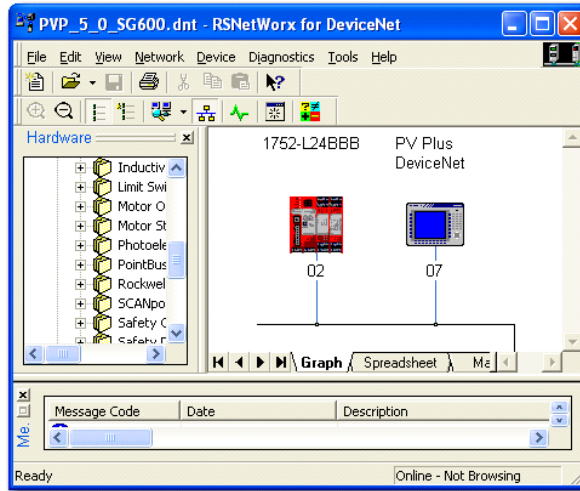 PVP_5_0_SG600.dnt - RSNetWorx for DeviceNet
File Edit View Network Device Diagnostics Tools Help
Hardware
Inductiv
Limit Swi
Motor O
Motor St
Photoele
PointBus
Rockwel
SCANpo
Safety C
1752-L24BBB
PV Plus
DeviceNet
02
07
Graph
Spreadsheet
Ma
Me.
Message Code
Date
Description
Ready
Online - Not Browsing